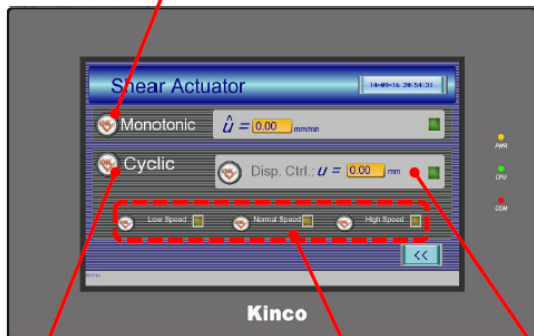 Shear Actuator
14-09-16 20:54:31
Monotonic
û = 0.00 mm/min
PWR
Cyclic
Disp. Ctrl.: u = 0.00 mm
CPU
COM
Low Speed
Normal Speed
High Speed
<<
Kinco